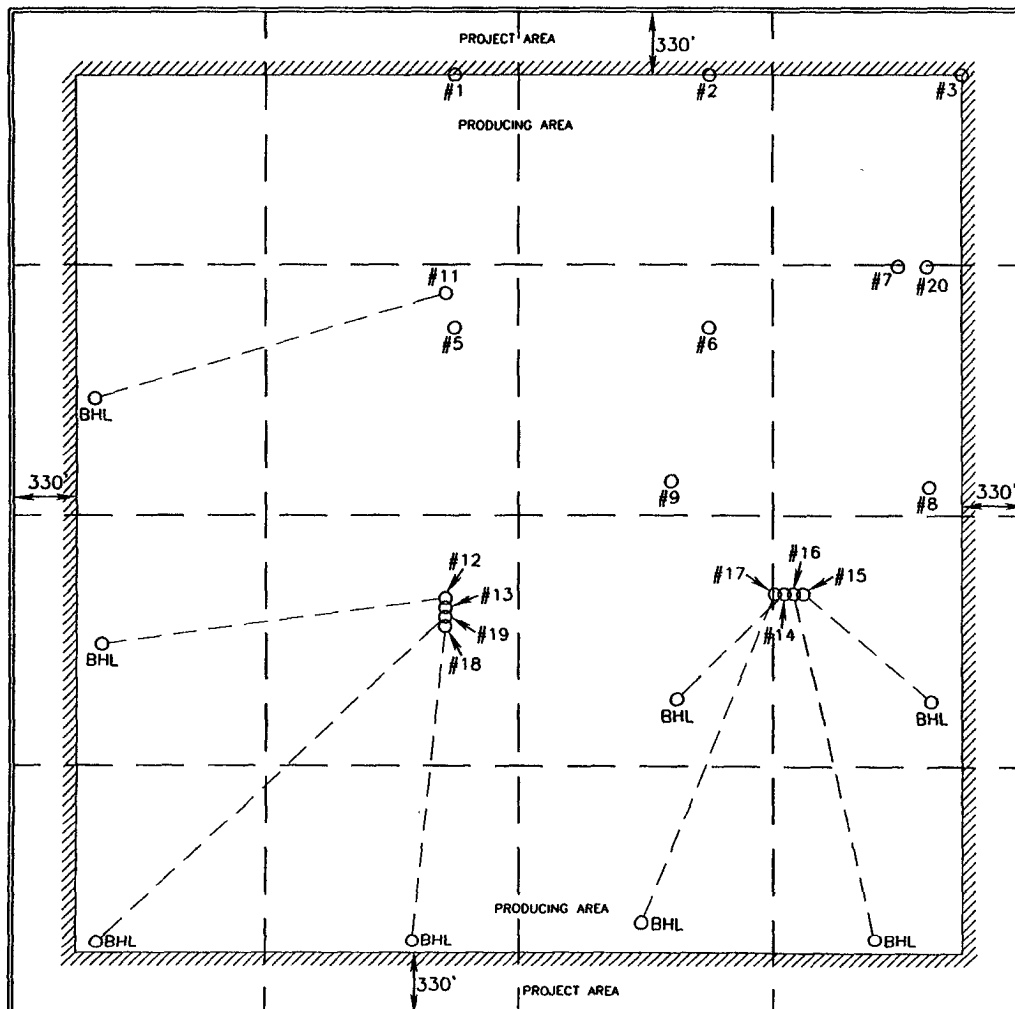 PROJECT AREA
330'
#1
#2
#3
PRODUCING AREA
#11
#7
#20
#5
#6
BHL
330'
#9
#8
330'
#12
#16
#17
#15
#13
#19
#14
#18
BHL
BHL
BHL
PRODUCING AREA
BHL
BHL
BHL
BHL
330'
PROJECT AREA